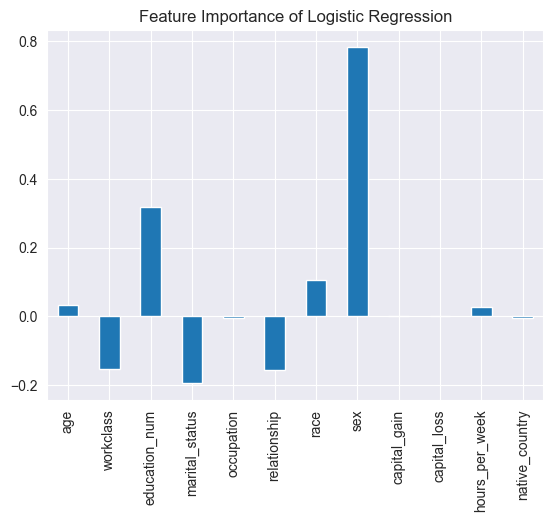 Feature Importance of Logistic Regression
0.8
0.6
0.4
0.2
0.0
−0.2
age
workclass
education_num
marital_status
occupation
relationship
race
sex
capital_gain
capital_loss
hours_per_week
native_country